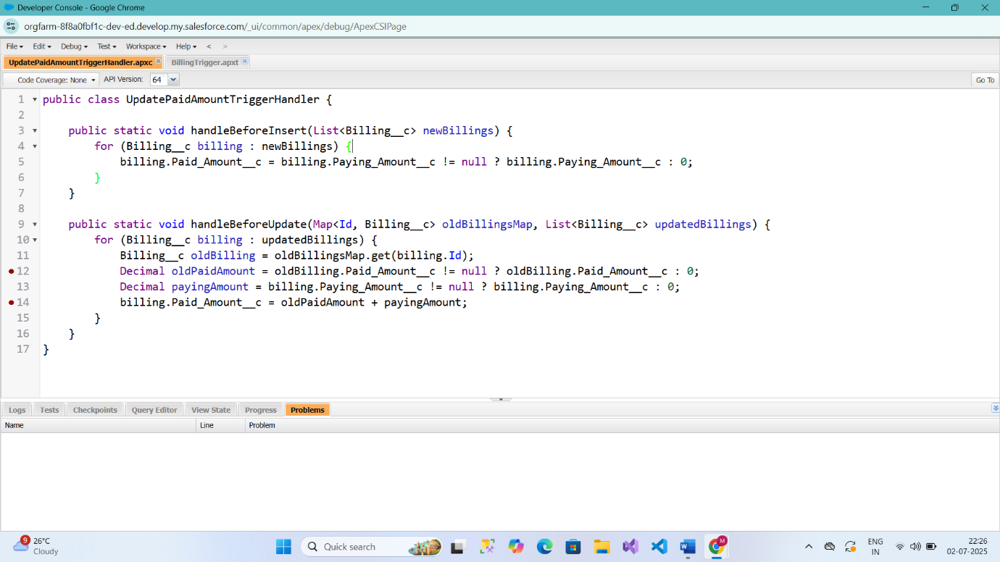 Developer Console - Google Chrome
orgfarm-8f8a0fbf1c-dev-ed.develop.my.salesforce.com/_ui/common/apex/debug/ApexCSIPage
File Edit Debug Test Workspace Help < >
UpdatePaidAmountTriggerHandler.apxc BillingTrigger.apxt
Code Coverage: None API Version: 64 Go To
1 public class UpdatePaidAmountTriggerHandler {
2
3 public static void handleBeforeInsert(List<Billing__c> newBillings) {
4 for (Billing__c billing : newBillings) {
5 billing.Paid_Amount__c = billing.Paying_Amount__c != null ? billing.Paying_Amount__c : 0;
6 }
7 }
8
9 public static void handleBeforeUpdate(Map<Id, Billing__c> oldBillingsMap, List<Billing__c> updatedBillings) {
10 for (Billing__c billing : updatedBillings) {
11 Billing__c oldBilling = oldBillingsMap.get(billing.Id);
12 Decimal oldPaidAmount = oldBilling.Paid_Amount__c != null ? oldBilling.Paid_Amount__c : 0;
13 Decimal payingAmount = billing.Paying_Amount__c != null ? billing.Paying_Amount__c : 0;
14 billing.Paid_Amount__c = oldPaidAmount + payingAmount;
15 }
16 }
17 }
Logs Tests Checkpoints Query Editor View State Progress Problems
Name Line Problem
9 26°C
Cloudy
Quick search
W
M
ENG
IN
22:26
02-07-2025